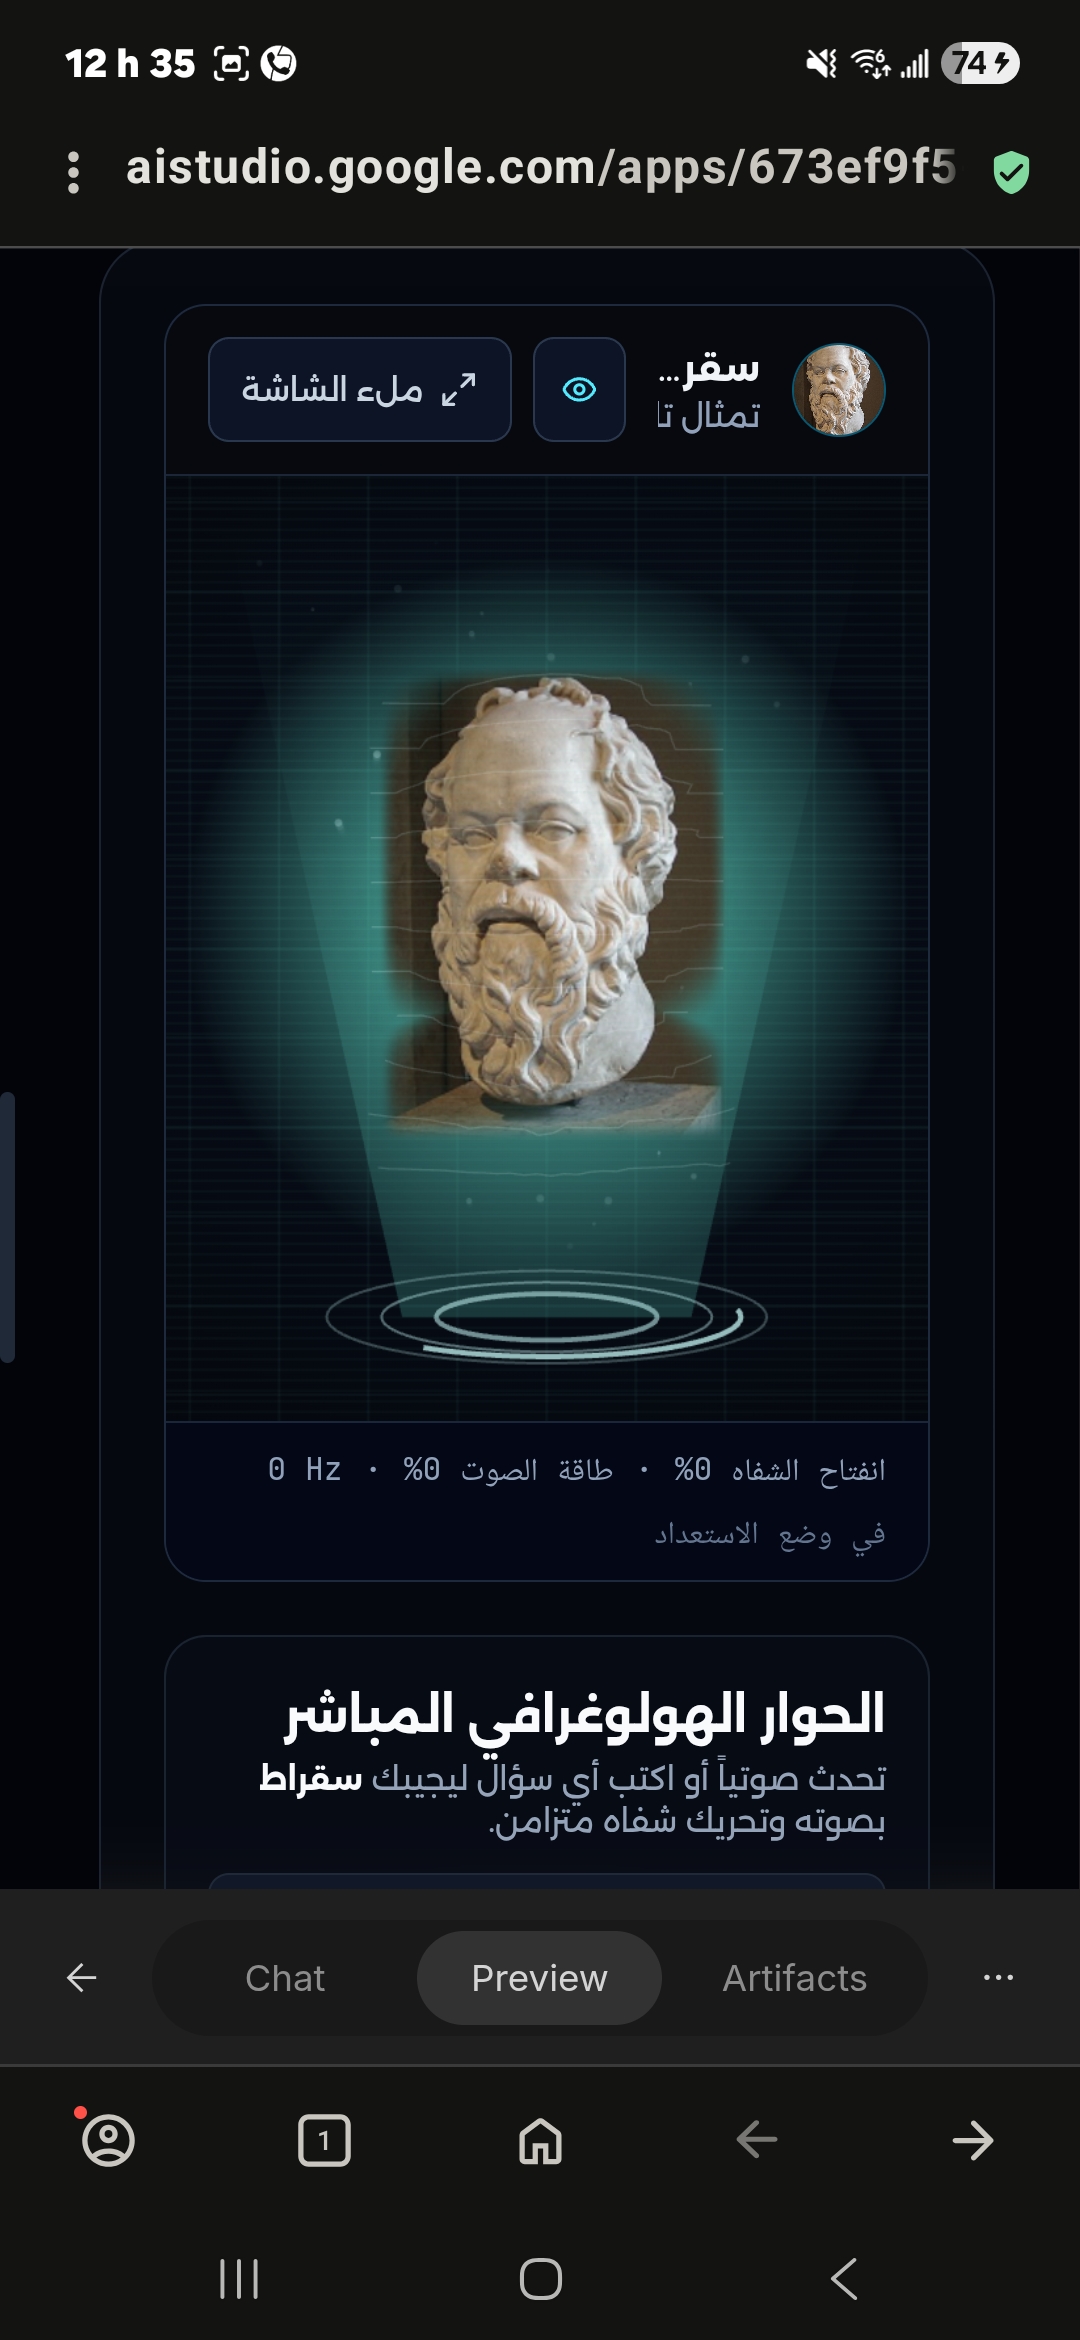 12 h 35
74
aistudio.google.com/apps/673ef9f5
سقر...
تمثال تا
ملء الشاشة
انفتاح الشفاه 0% · طاقة الصوت 0% · 0 Hz
في وضع الاستعداد
الحوار الهولوغرافي المباشر
تحدث صوتياً أو اكتب أي سؤال ليجيبك سقراط
بصوته وتحريك شفاه متزامن.
Chat
Preview
Artifacts
1